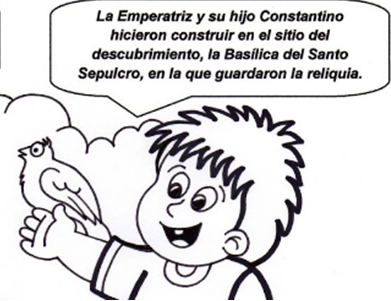 La Emperatriz y su hijo Constantino
hicieron construir en el sitio del
descubrimiento, la Basílica del Santo
Sepulcro, en la que guardaron la reliquia.